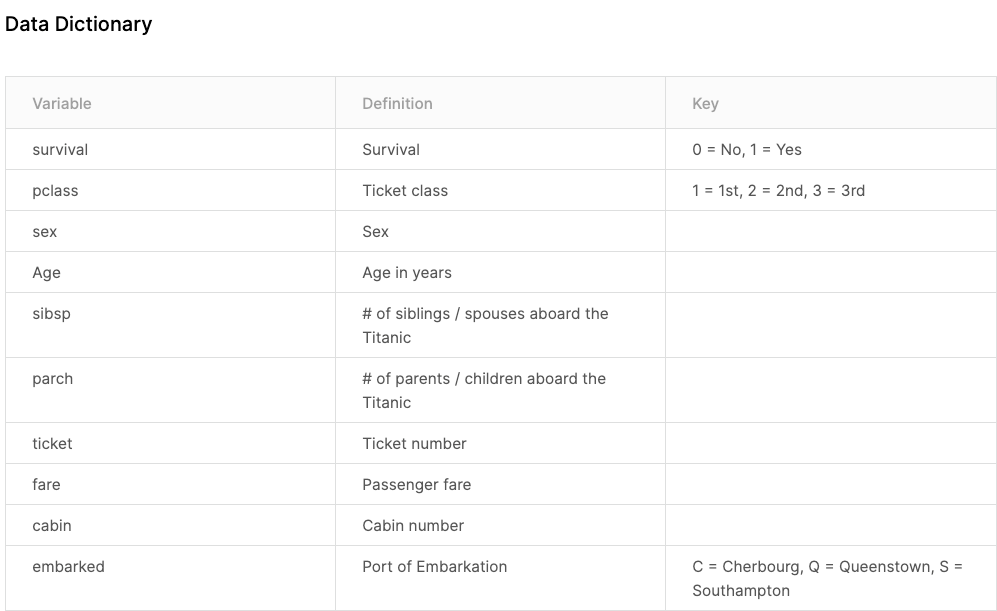 Data Dictionary
Variable Definition Key
survival Survival 0 = No, 1 = Yes
pclass Ticket class 1 = 1st, 2 = 2nd, 3 = 3rd
sex Sex
Age Age in years
sibsp # of siblings / spouses aboard the
Titanic
parch # of parents / children aboard the
Titanic
ticket Ticket number
fare Passenger fare
cabin Cabin number
embarked Port of Embarkation C = Cherbourg, Q = Queenstown, S =
Southampton